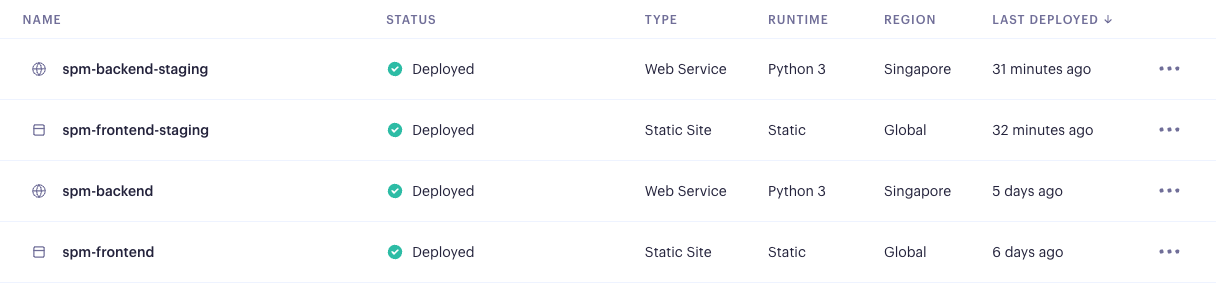 NAME STATUS TYPE RUNTIME REGION LAST DEPLOYED ↓
spm-backend-staging Deployed Web Service Python 3 Singapore 31 minutes ago
spm-frontend-staging Deployed Static Site Static Global 32 minutes ago
spm-backend Deployed Web Service Python 3 Singapore 5 days ago
spm-frontend Deployed Static Site Static Global 6 days ago